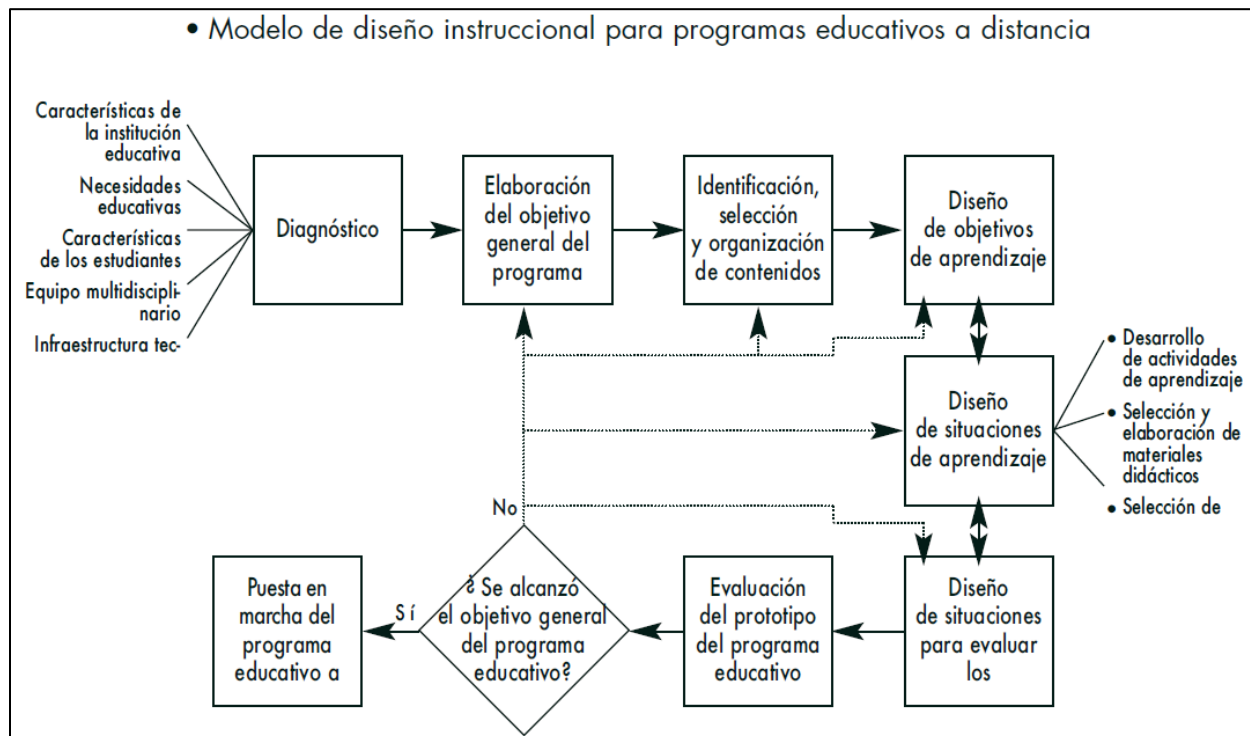 • Modelo de diseño instruccional para programas educativos a distancia
Características de
la institución
educativa
Necesidades
educativas
Características
de los estudiantes
Equipo multidiscipli-
nario
Infraestructura tec-
Diagnóstico
Elaboración
del objetivo
general del
programa
Identificación,
selección
y organización
de contenidos
Diseño
de objetivos
de aprendizaje
Diseño
de situaciones
de aprendizaje
• Desarrollo
de actividades
de aprendizaje
• Selección y
elaboración de
materiales
didácticos
• Selección de
Diseño
de situaciones
para evaluar
los
Evaluación
del prototipo
del programa
educativo
¿Se alcanzó
el objetivo general
del programa
educativo?
No
Sí
Puesta en
marcha del
programa
educativo a